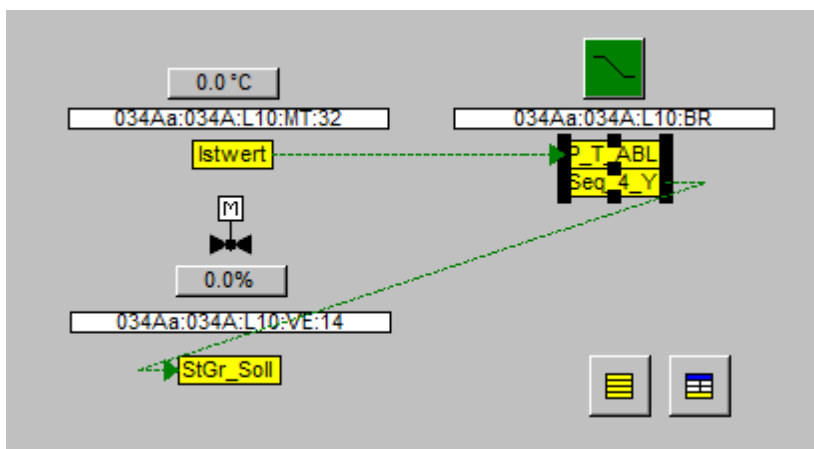 0.0 °C
034Aa:034A:L10:MT:32
034Aa:034A:L10:BR
Istwert
P_T_ABL
Seq_4_Y
M
0.0%
034Aa:034A:L10:VE:14
StGr_Soll